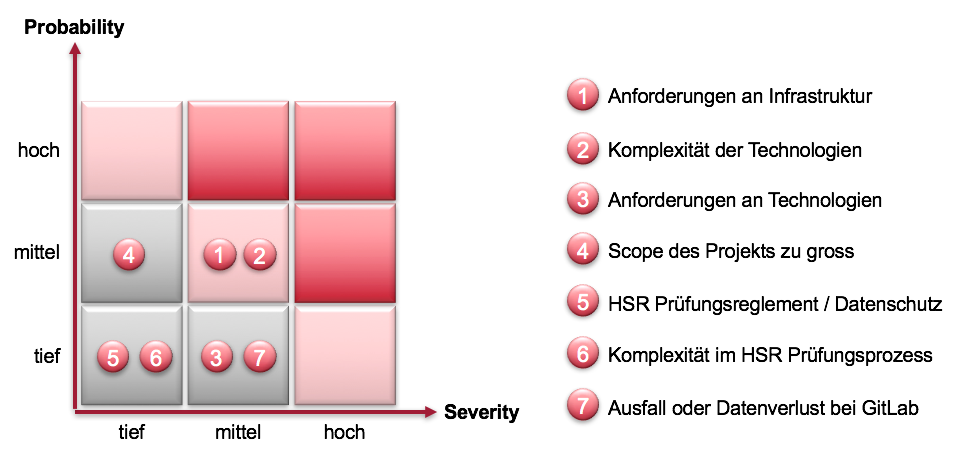 Probability
hoch
mittel
4
1 2
tief
5 6 3 7
Severity
tief mittel hoch
1 Anforderungen an Infrastruktur
2 Komplexität der Technologien
3 Anforderungen an Technologien
4 Scope des Projekts zu gross
5 HSR Prüfungsreglement / Datenschutz
6 Komplexität im HSR Prüfungsprozess
7 Ausfall oder Datenverlust bei GitLab